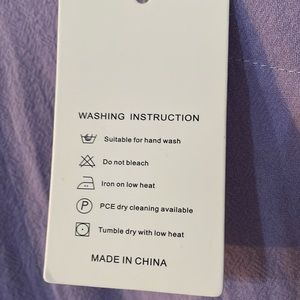 WASHING INSTRUCTION
Suitable for hand wash
Do not bleach
Iron on low heat
P PCE dry cleaning available
Tumble dry with low heat
MADE IN CHINA